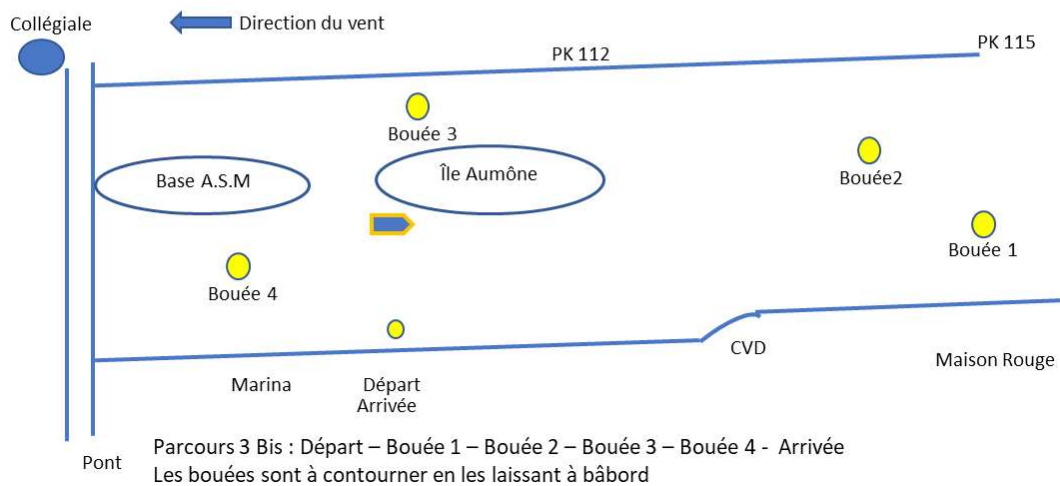 Collégiale
Direction du vent
PK 112
PK 115
Bouée 3
Base A.S.M
Île Aumône
Bouée2
Bouée 1
Bouée 4
CVD
Maison Rouge
Marina
Départ
Arrivée
Pont
Parcours 3 Bis : Départ – Bouée 1 – Bouée 2 – Bouée 3 – Bouée 4 - Arrivée
Les bouées sont à contourner en les laissant à bâbord